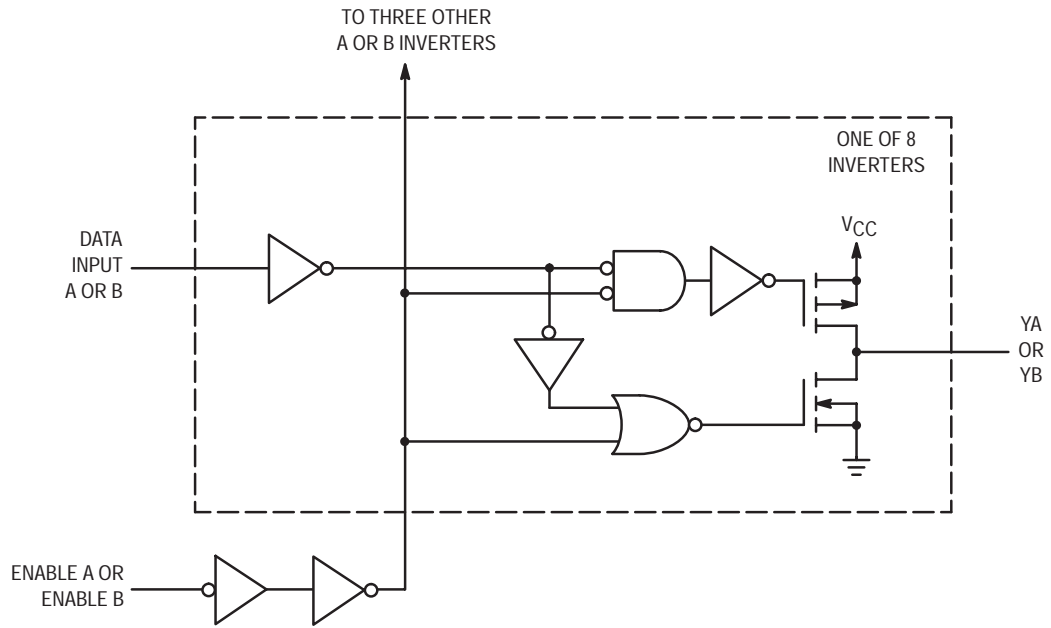 TO THREE OTHER
A OR B INVERTERS
ONE OF 8
INVERTERS
DATA
INPUT
A OR B
VCC
YA
OR
YB
ENABLE A OR
ENABLE B